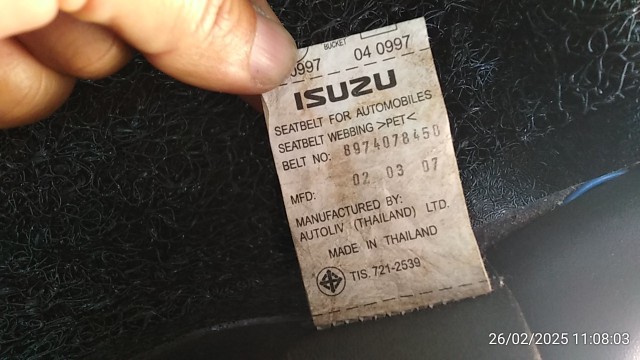 BUCKET
0997 04 0997
ISUZU
SEATBELT FOR AUTOMOBILES
SEATBELT WEBBING >PET<
BELT NO: 8974078450
MFD: 02 03 07
MANUFACTURED BY:
AUTOLIV (THAILAND) LTD.
MADE IN THAILAND
TIS. 721-2539
26/02/2025 11:08:03